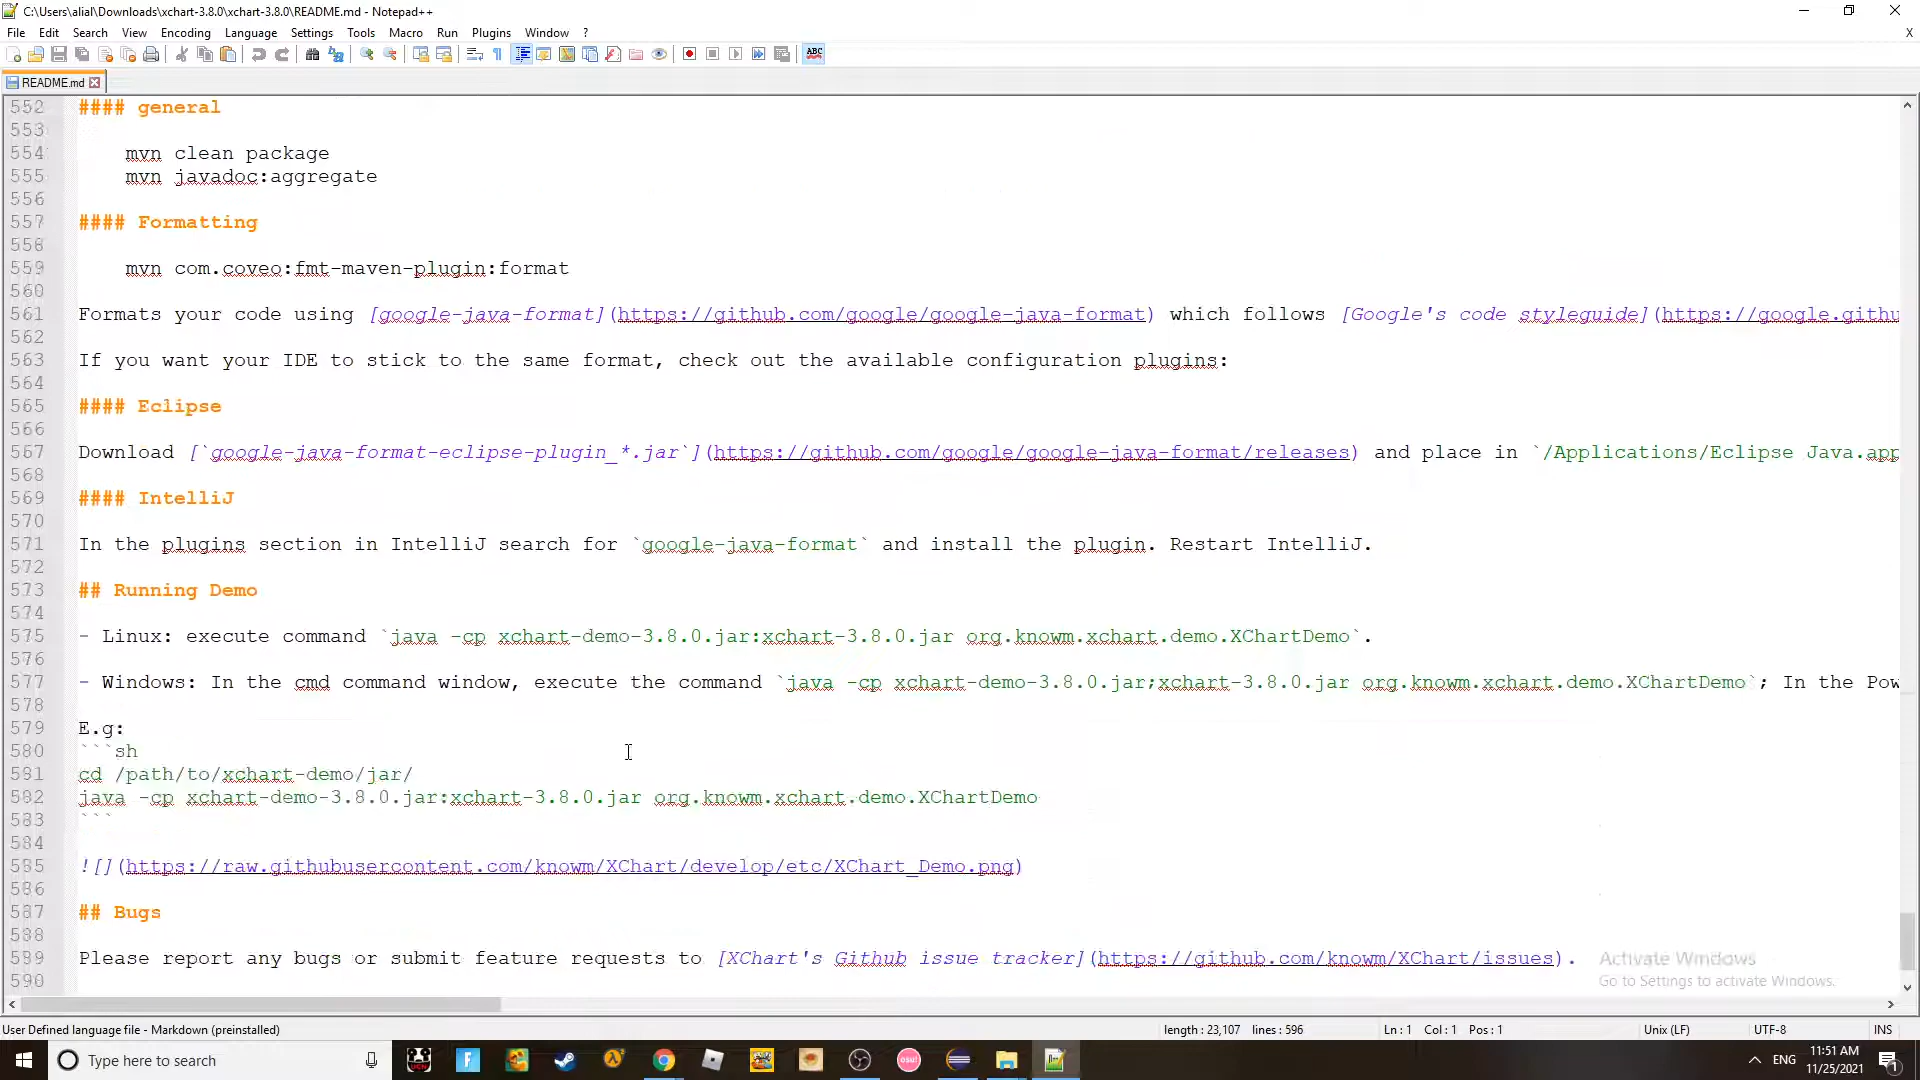 C:\Users\alial\Downloads\xchart-3.8.0\xchart-3.8.0\README.md - Notepad++
File Edit Search View Encoding Language Settings Tools Macro Run Plugins Window ? X
README.md
552 #### general
553
554 mvn clean package
555 mvn javadoc:aggregate
556
557 #### Formatting
558
559 mvn com.coveo:fmt-maven-plugin:format
560
561 Formats your code using [google-java-format](https://github.com/google/google-java-format) which follows [Google's code styleguide](https://google.githu
562
563 If you want your IDE to stick to the same format, check out the available configuration plugins:
564
565 #### Eclipse
566
567 Download [`google-java-format-eclipse-plugin_*.jar`](https://github.com/google/google-java-format/releases) and place in `/Applications/Eclipse Java.app
568
569 #### IntelliJ
570
571 In the plugins section in IntelliJ search for `google-java-format` and install the plugin. Restart IntelliJ.
572
573 ## Running Demo
574
575 - Linux: execute command `java -cp xchart-demo-3.8.0.jar:xchart-3.8.0.jar org.knowm.xchart.demo.XChartDemo`.
576
577 - Windows: In the cmd command window, execute the command `java -cp xchart-demo-3.8.0.jar;xchart-3.8.0.jar org.knowm.xchart.demo.XChartDemo`; In the Pow
578
579 E.g:
580 ```sh
581 cd /path/to/xchart-demo/jar/
582 java -cp xchart-demo-3.8.0.jar:xchart-3.8.0.jar org.knowm.xchart.demo.XChartDemo
583 ```
584
585 ![](https://raw.githubusercontent.com/knowm/XChart/develop/etc/XChart_Demo.png)
586
587 ## Bugs
588
589 Please report any bugs or submit feature requests to [XChart's Github issue tracker](https://github.com/knowm/XChart/issues).
590
Activate Windows
Go to Settings to activate Windows.
User Defined language file - Markdown (preinstalled) length : 23,107 lines : 596 Ln : 1 Col : 1 Pos : 1 Unix (LF) UTF-8 INS
Type here to search
ENG
11:51 AM
11/25/2021